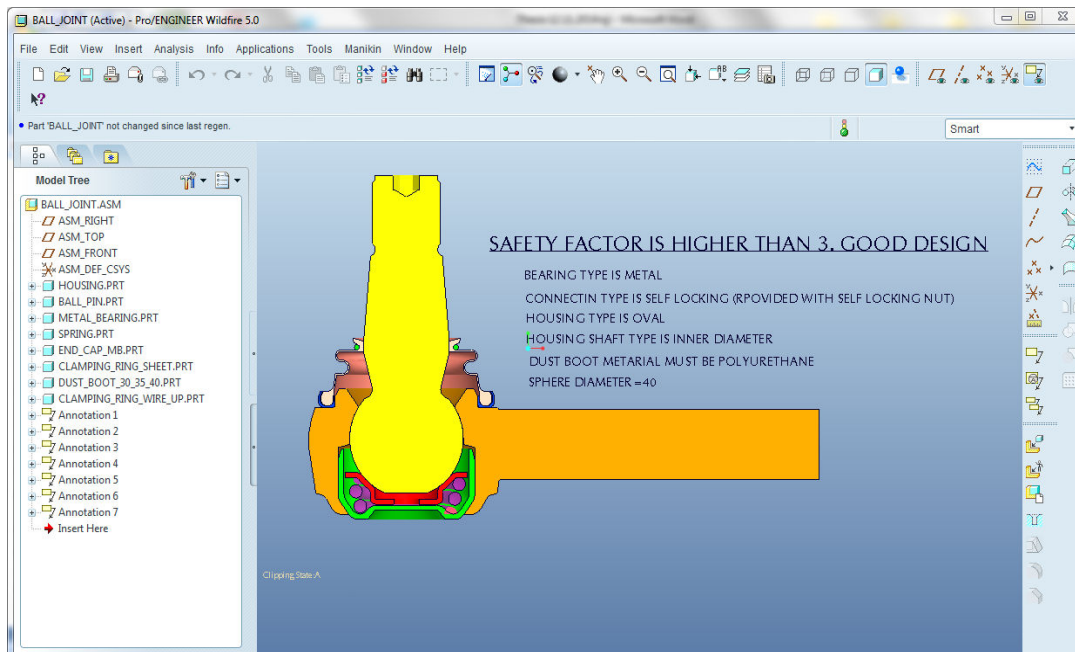 BALL_JOINT (Active) - Pro/ENGINEER Wildfire 5.0
File Edit View Insert Analysis Info Applications Tools Manikin Window Help
Part 'BALL_JOINT' not changed since last regen.
Smart
Model Tree
BALL_JOINT.ASM
ASM_RIGHT
ASM_TOP
ASM_FRONT
ASM_DEF_CSYS
HOUSING.PRT
BALL_PIN.PRT
METAL_BEARING.PRT
SPRING.PRT
END_CAP_MB.PRT
CLAMPING_RING_SHEET.PRT
DUST_BOOT_30_35_40.PRT
CLAMPING_RING_WIRE_UP.PRT
Annotation 1
Annotation 2
Annotation 3
Annotation 4
Annotation 5
Annotation 6
Annotation 7
Insert Here
SAFETY FACTOR IS HIGHER THAN 3. GOOD DESIGN
BEARING TYPE IS METAL
CONNECTIN TYPE IS SELF LOCKING (RPOVIDED WITH SELF LOCKING NUT)
HOUSING TYPE IS OVAL
HOUSING SHAFT TYPE IS INNER DIAMETER
DUST BOOT METARIAL MUST BE POLYURETHANE
SPHERE DIAMETER =40
Clipping State:A